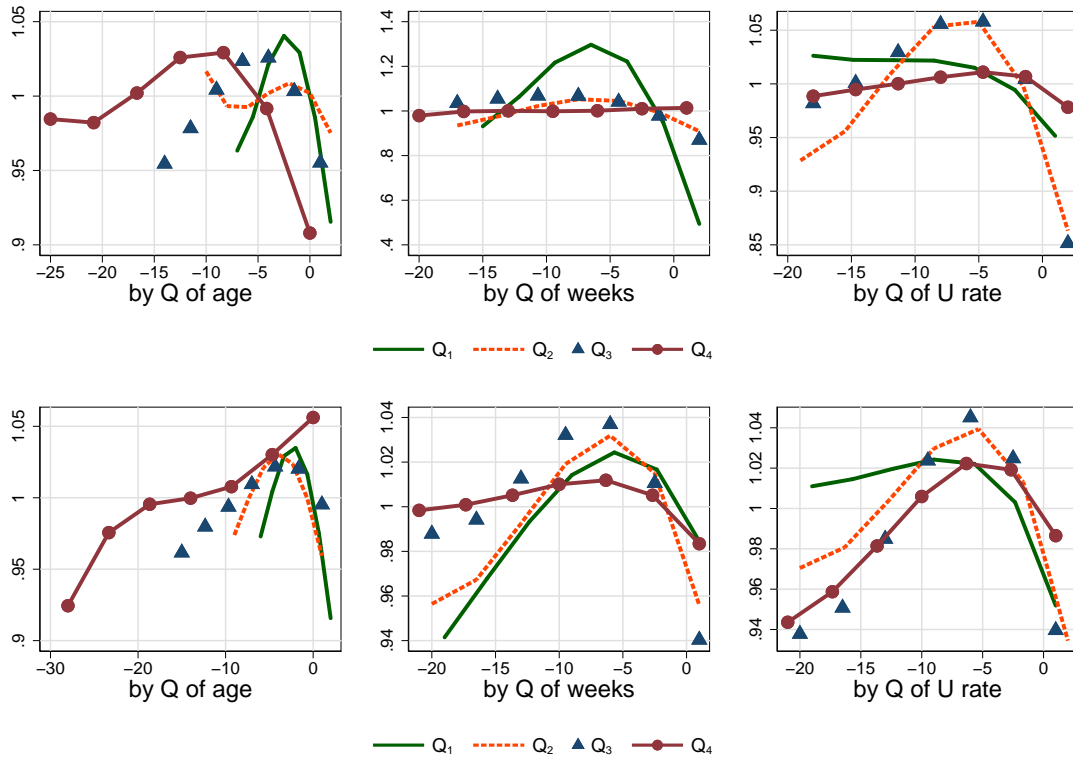 1.05
1
.95
.9
−25 −20 −15 −10 −5 0
by Q of age
1.4
1.2
1.0
.8
.6
.4
−20 −15 −10 −5 0
by Q of weeks
1.05
1
.95
.9
.85
−20 −15 −10 −5 0
by Q of U rate
Q1 Q2 Q3 Q4
1.05
1
.95
.9
−30 −20 −10 0
by Q of age
1.04
1.02
1
.98
.96
.94
−20 −15 −10 −5 0
by Q of weeks
1.04
1.02
1
.98
.96
.94
−20 −15 −10 −5 0
by Q of U rate
Q1 Q2 Q3 Q4